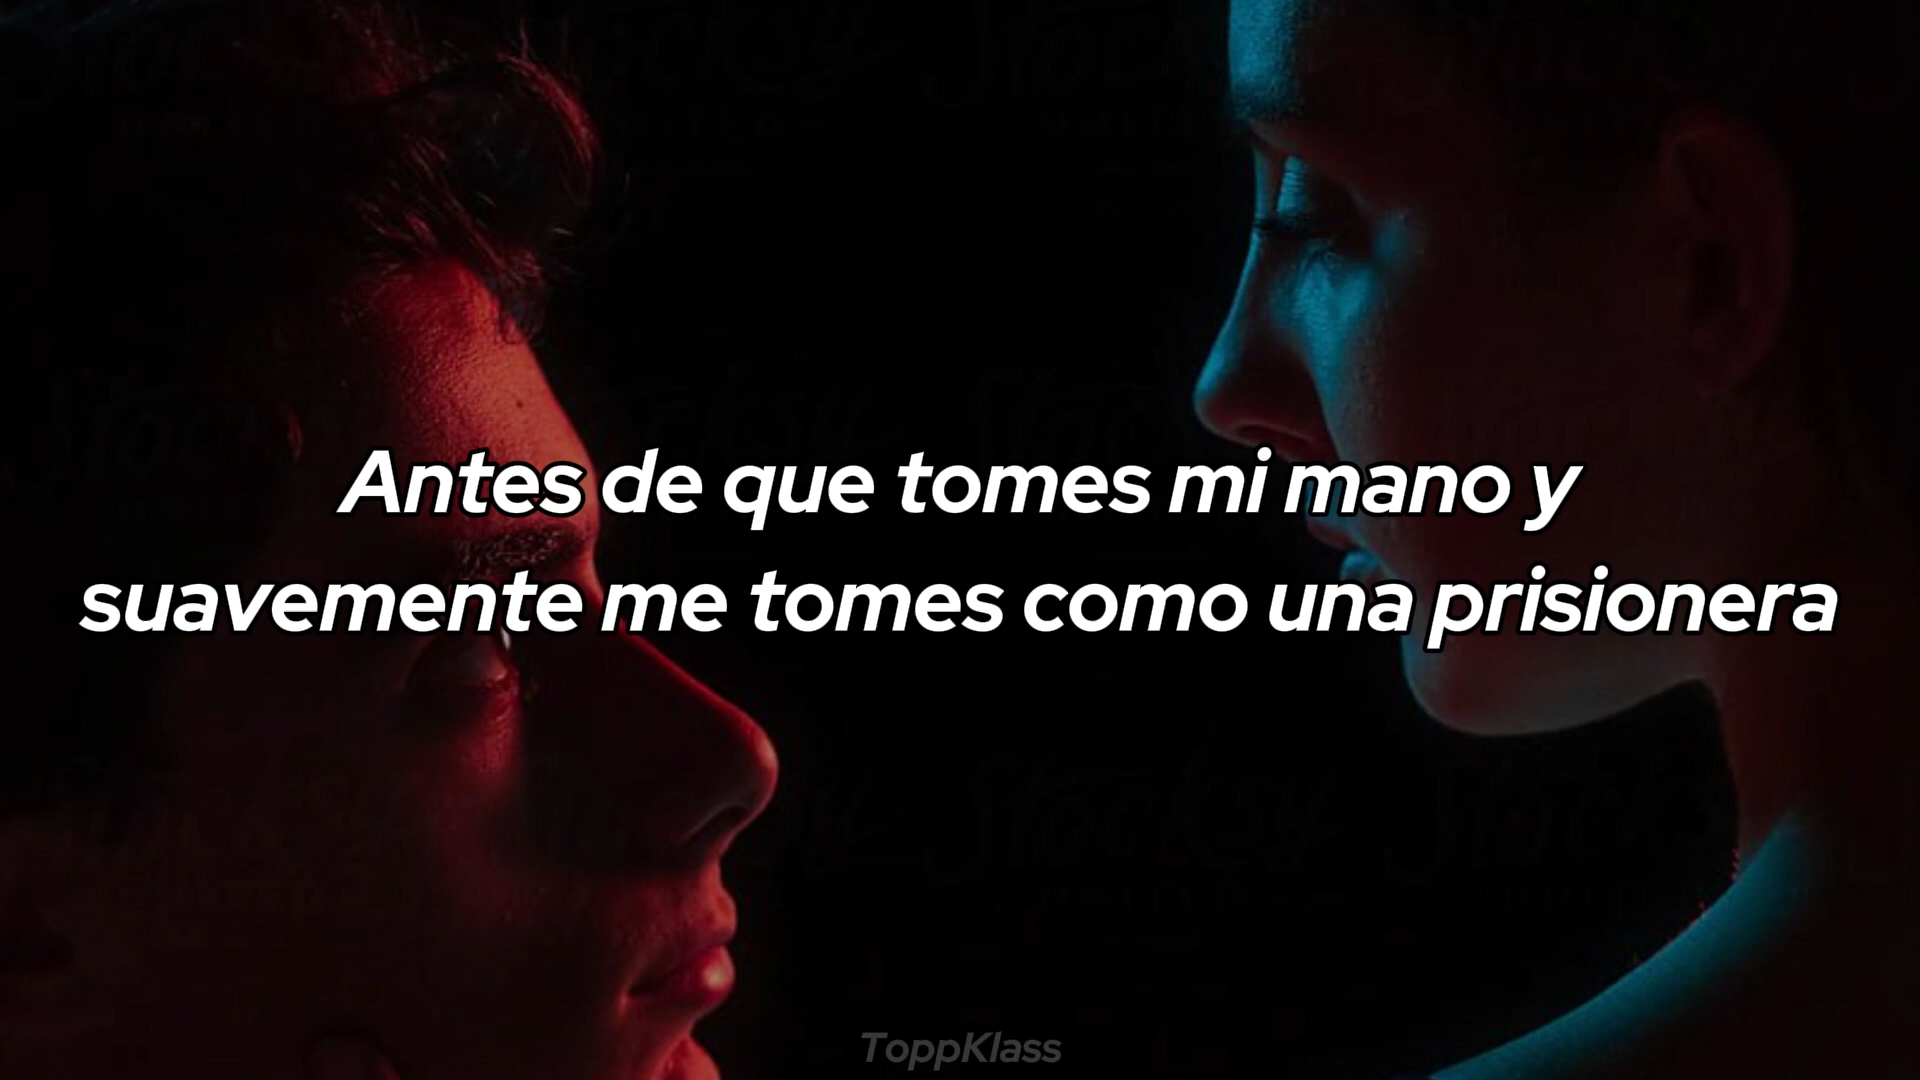 Antes de que tomes mi mano y
suavemente me tomes como una prisionera
ToppKlass